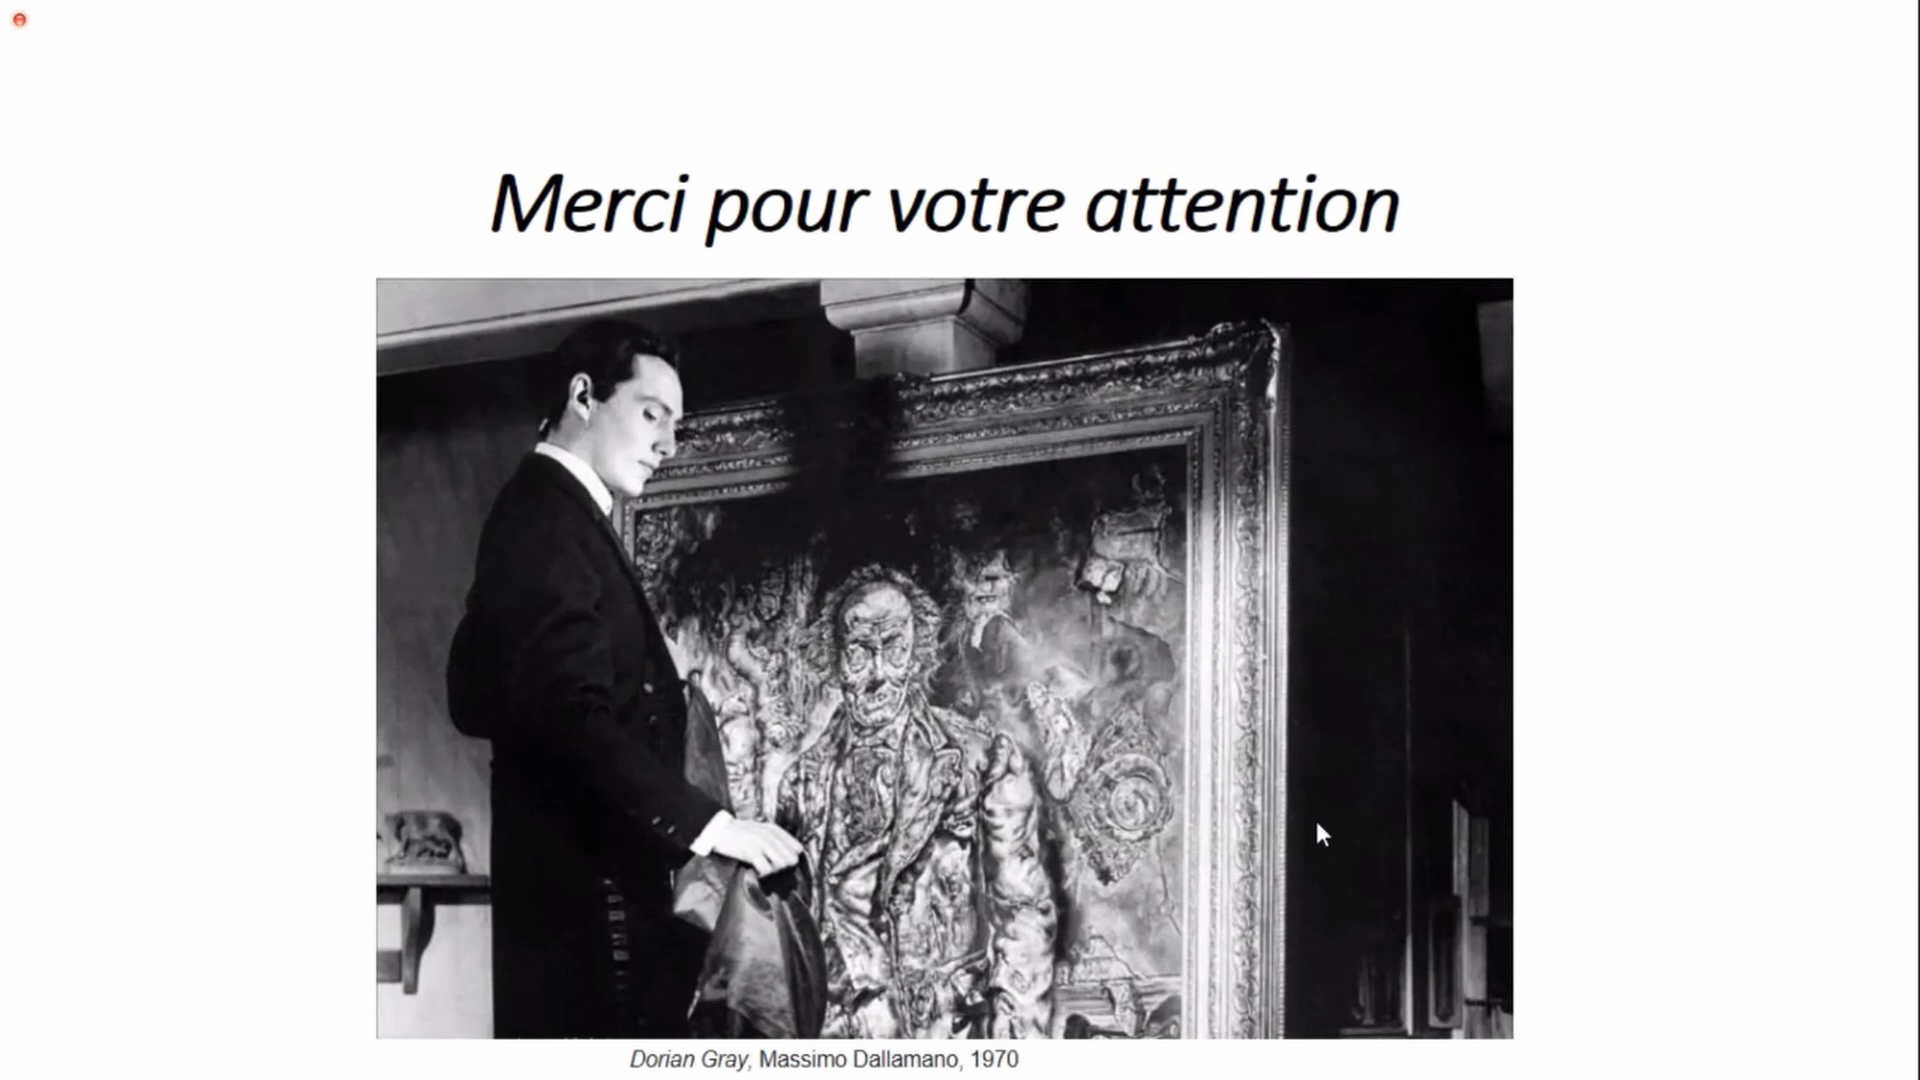 Merci pour votre attention
Dorian Gray, Massimo Dallamano, 1970